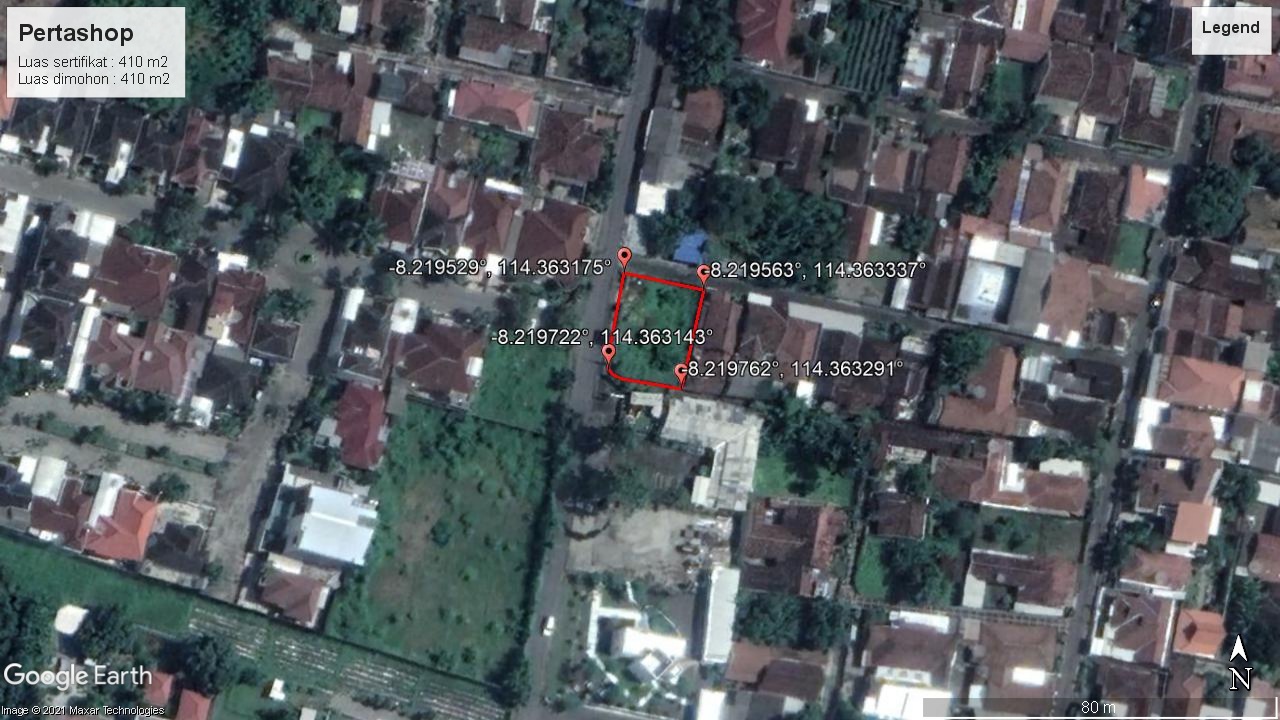 Pertashop
Luas sertifikat : 410 m2
Luas dimohon : 410 m2
Legend
-8.219529°, 114.363175°
-8.219563°, 114.363337°
-8.219722°, 114.363143°
-8.219762°, 114.363291°
Google Earth
Image © 2021 Maxar Technologies
N
80 m